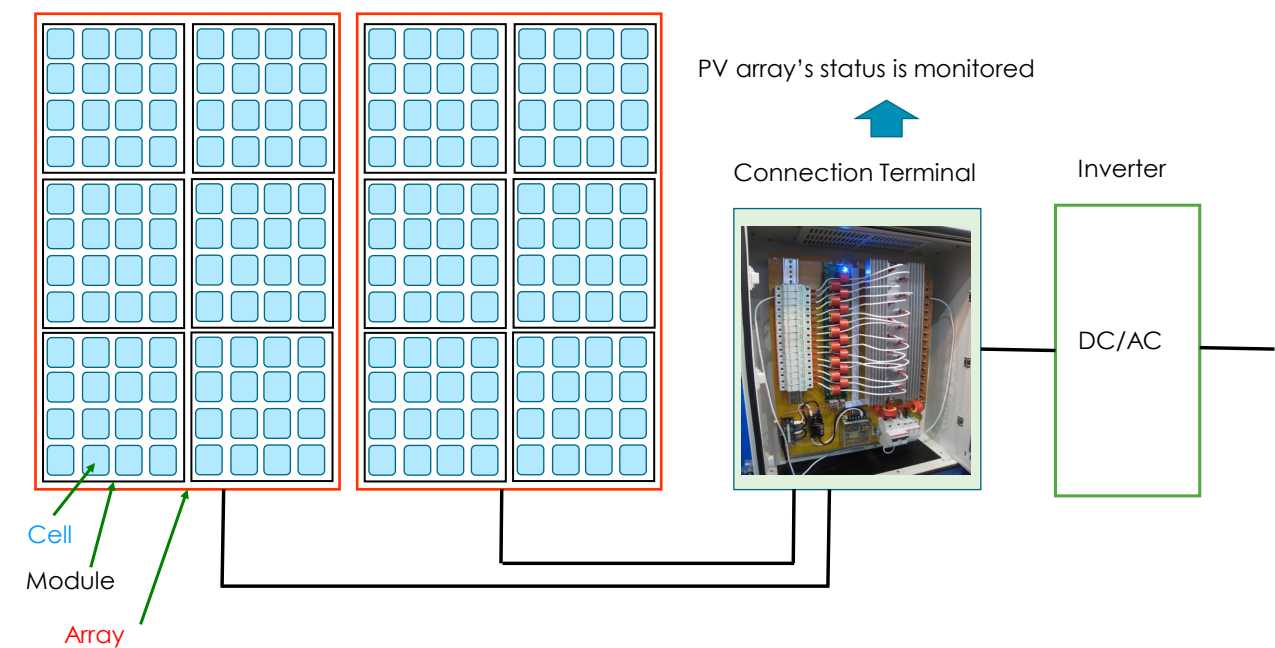 PV array’s status is monitored
Connection Terminal
Inverter
DC/AC
Cell
Module
Array